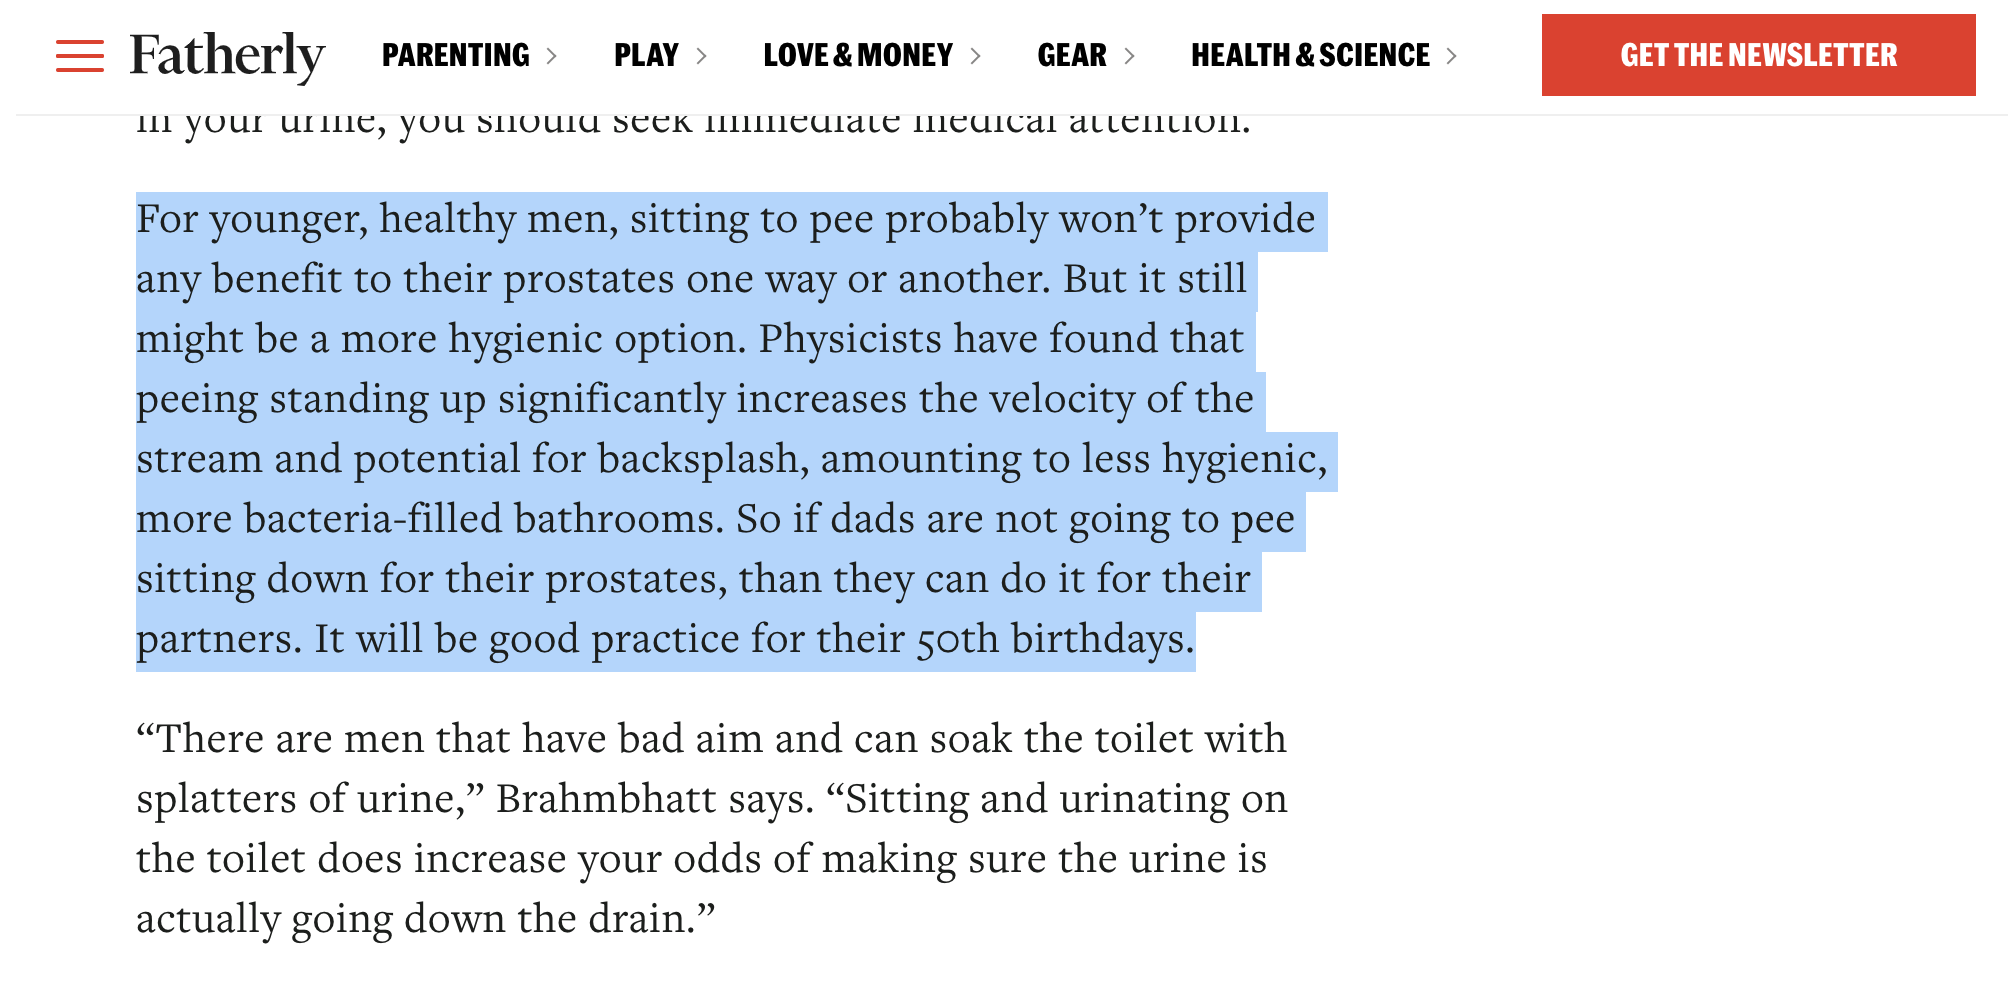 Fatherly PARENTING PLAY LOVE & MONEY GEAR HEALTH & SCIENCE GET THE NEWSLETTER
in your urine, you should seek immediate medical attention.
For younger, healthy men, sitting to pee probably won’t provide
any benefit to their prostates one way or another. But it still
might be a more hygienic option. Physicists have found that
peeing standing up significantly increases the velocity of the
stream and potential for backsplash, amounting to less hygienic,
more bacteria-filled bathrooms. So if dads are not going to pee
sitting down for their prostates, than they can do it for their
partners. It will be good practice for their 50th birthdays.
“There are men that have bad aim and can soak the toilet with
splatters of urine,” Brahmbhatt says. “Sitting and urinating on
the toilet does increase your odds of making sure the urine is
actually going down the drain.”